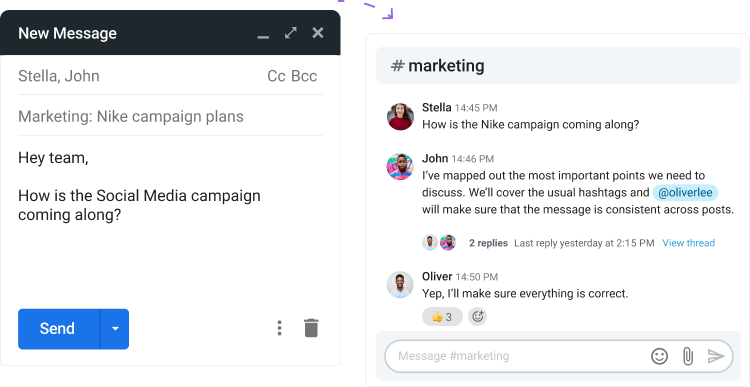 New Message
Stella, John Cc Bcc
Marketing: Nike campaign plans
Hey team,
How is the Social Media campaign
coming along?
Send
# marketing
Stella 14:45 PM
How is the Nike campaign coming along?
John 14:46 PM
I’ve mapped out the most important points we need to
discuss. We’ll cover the usual hashtags and @oliverlee
will make sure that the message is consistent across posts.
2 replies Last reply yesterday at 2:15 PM View thread
Oliver 14:50 PM
Yep, I’ll make sure everything is correct.
👍 3
Message #marketing